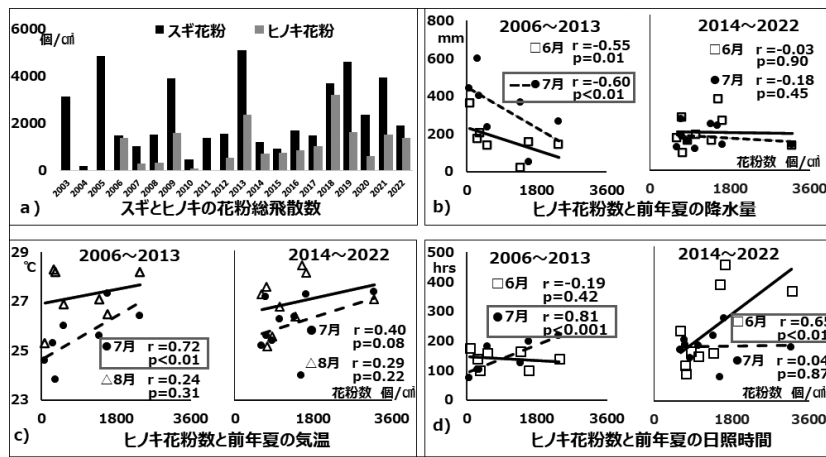 個/㎠
■スギ花粉 ■ヒノキ花粉
6000
4000
2000
0
2003 2004 2005 2006 2007 2008 2009 2010 2011 2012 2013 2014 2015 2016 2017 2018 2019 2020 2021 2022
a) スギとヒノキの花粉総飛散数
mm
800
600
400
200
0
2006～2013
□6月 r=-0.55
p=0.01
●7月 r=-0.60
p<0.01
0 1800 3600
2014～2022
□6月 r=-0.03
p=0.90
●7月 r=-0.18
p=0.45
花粉数 個/㎠
0 1800 3600
b) ヒノキ花粉数と前年夏の降水量
℃
29
27
25
23
2006～2013
●7月 r=0.72
p<0.01
△8月 r=0.24
p=0.31
0 1800 3600
2014～2022
●7月 r=0.40
p=0.08
△8月 r=0.29
p=0.22
花粉数 個/㎠
0 1800 3600
c) ヒノキ花粉数と前年夏の気温
hrs
500
400
300
200
100
0
2006～2013
□6月 r=-0.19
p=0.42
●7月 r=0.81
p<0.001
0 1800 3600
2014～2022
□6月 r=0.65
p<0.01
●7月 r=0.04
p=0.87
花粉数 個/㎠
0 1800 3600
d) ヒノキ花粉数と前年夏の日照時間